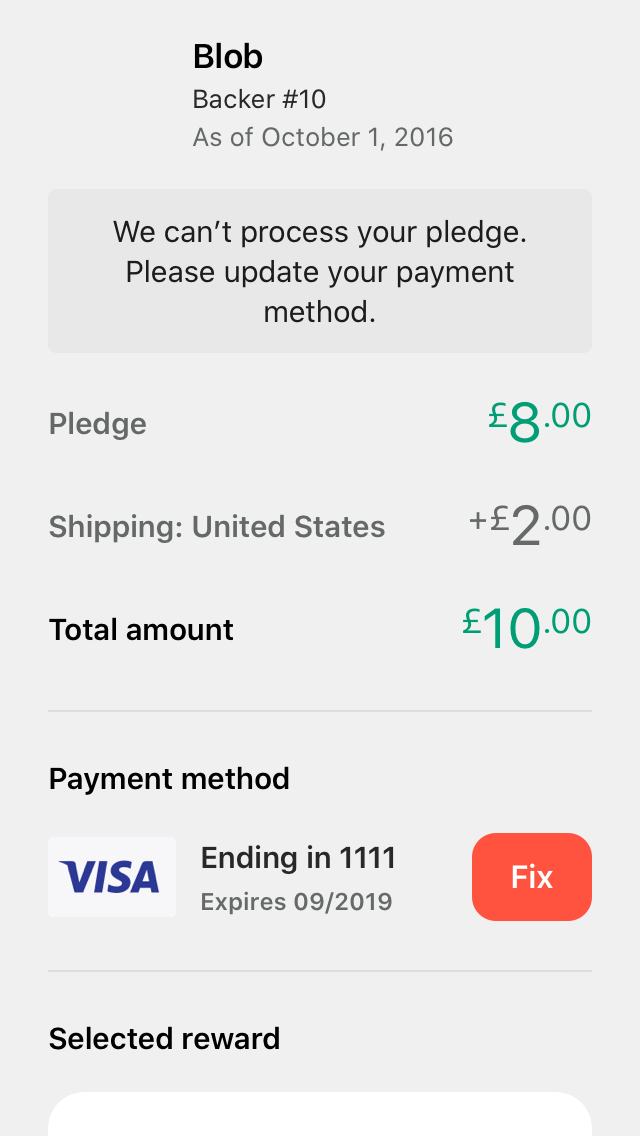 Blob
Backer #10
As of October 1, 2016
We can’t process your pledge.
Please update your payment
method.
Pledge
£8.00
Shipping: United States
+£2.00
Total amount
£10.00
Payment method
VISA
Ending in 1111
Expires 09/2019
Fix
Selected reward